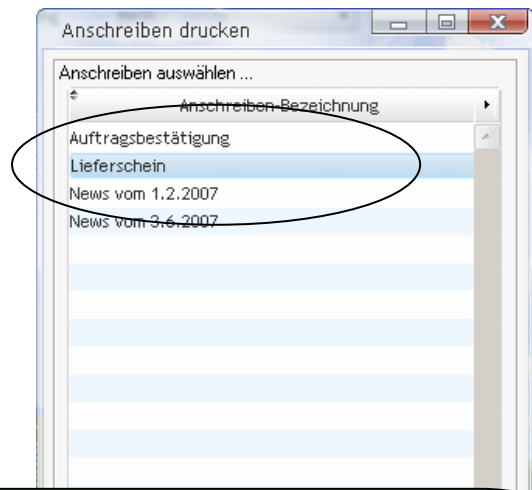 Anschreiben drucken
Anschreiben auswählen ...
Anschreiben-Bezeichnung
Auftragsbestätigung
Lieferschein
News vom 1.2.2007
News vom 3.6.2007